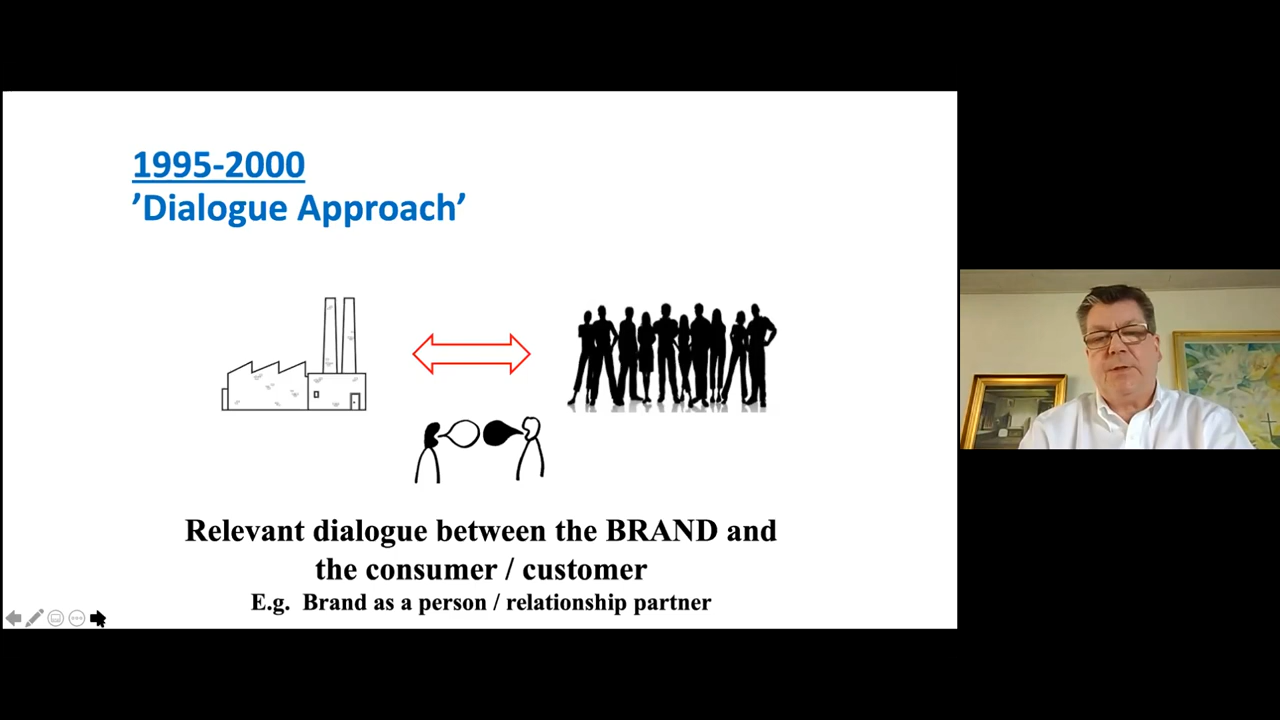 1995-2000
’Dialogue Approach’
Relevant dialogue between the BRAND and
the consumer / customer
E.g. Brand as a person / relationship partner